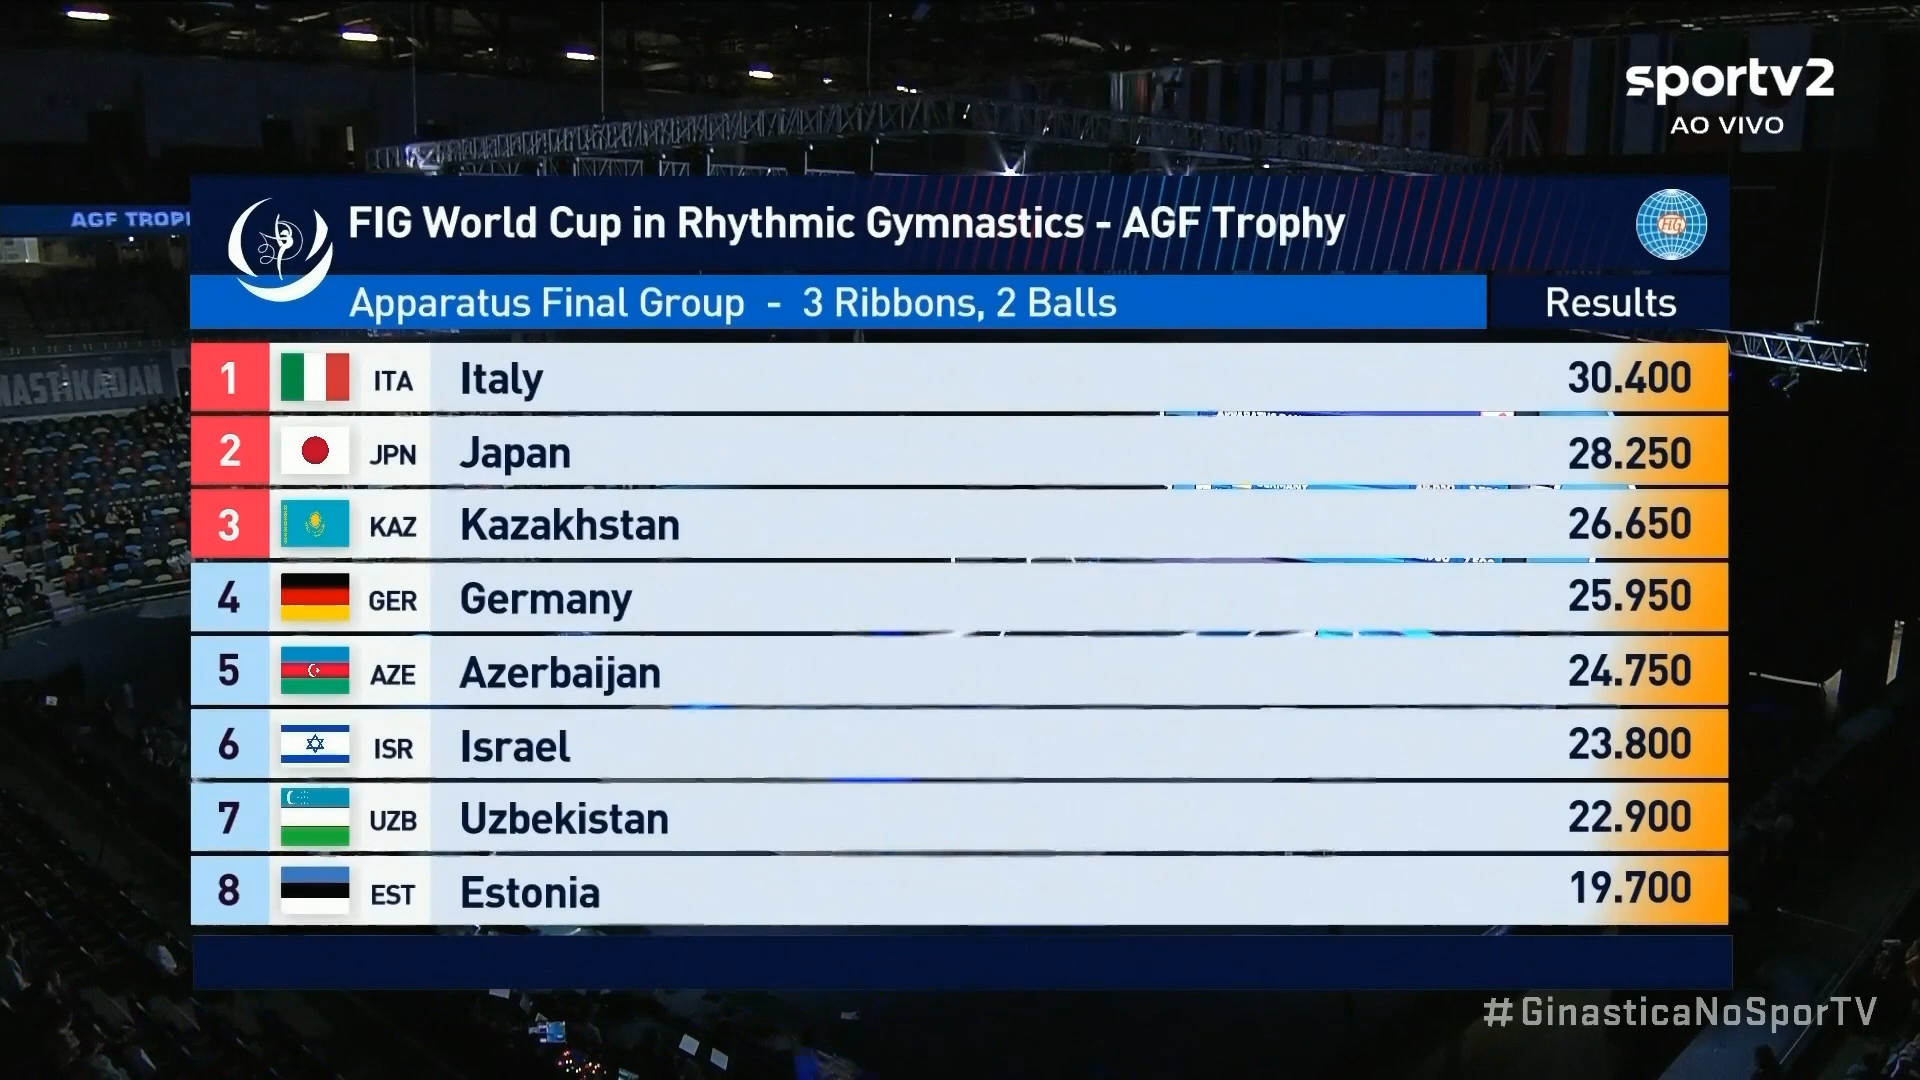 sportv2
AO VIVO
AGF TROP
FIG World Cup in Rhythmic Gymnastics - AGF Trophy
FIG
Apparatus Final Group - 3 Ribbons, 2 Balls
Results
1 ITA Italy 30.400
2 JPN Japan 28.250
3 KAZ Kazakhstan 26.650
4 GER Germany 25.950
5 AZE Azerbaijan 24.750
6 ISR Israel 23.800
7 UZB Uzbekistan 22.900
8 EST Estonia 19.700
NASTIKADAN
#GinasticaNoSporTV